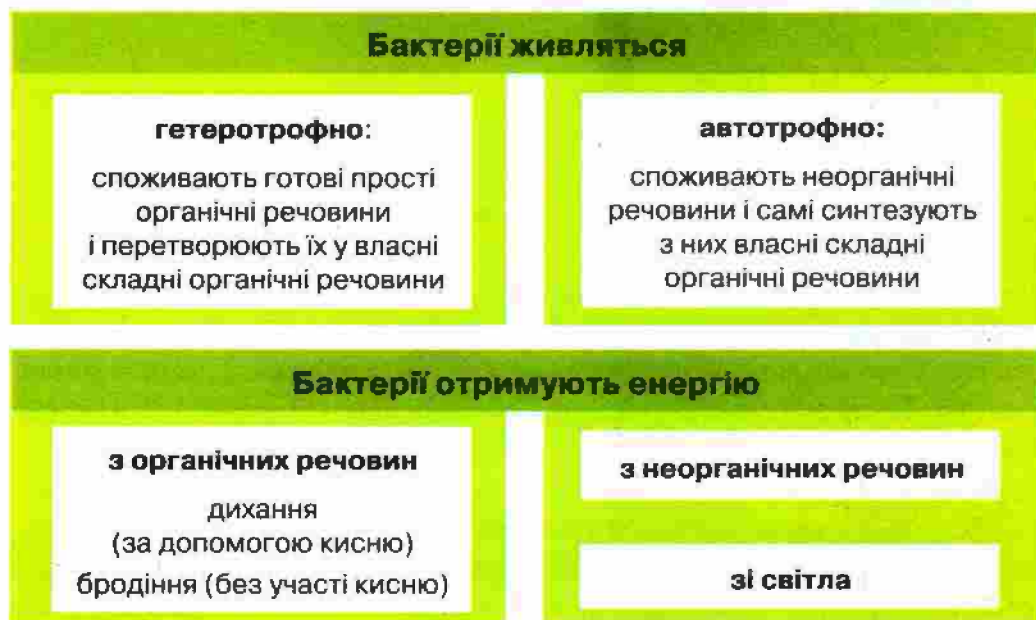 Бактерії живляться
гетеротрофно:
споживають готові прості
органічні речовини
і перетворюють їх у власні
складні органічні речовини
автотрофно:
споживають неорганічні
речовини і самі синтезують
з них власні складні
органічні речовини
Бактерії отримують енергію
з органічних речовин
дихання
(за допомогою кисню)
бродіння (без участі кисню)
з неорганічних речовин
зі світла